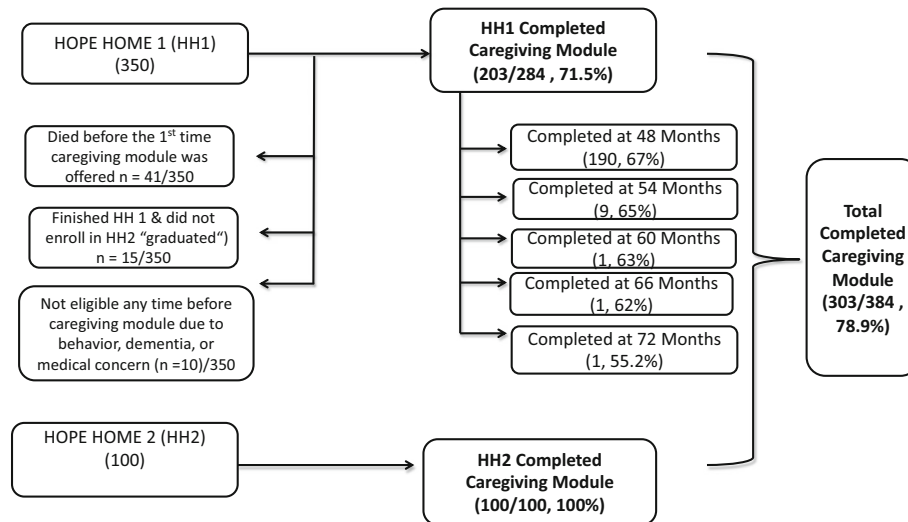 HOPE HOME 1 (HH1)
(350)
HH1 Completed
Caregiving Module
(203/284 , 71.5%)
Died before the 1st time
caregiving module was
offered n = 41/350
Finished HH 1 & did not
enroll in HH2 “graduated“)
n = 15/350
Not eligible any time before
caregiving module due to
behavior, dementia, or
medical concern (n =10)/350
Completed at 48 Months
(190, 67%)
Completed at 54 Months
(9, 65%)
Completed at 60 Months
(1, 63%)
Completed at 66 Months
(1, 62%)
Completed at 72 Months
(1, 55.2%)
Total
Completed
Caregiving
Module
(303/384 ,
78.9%)
HOPE HOME 2 (HH2)
(100)
HH2 Completed
Caregiving Module
(100/100, 100%)